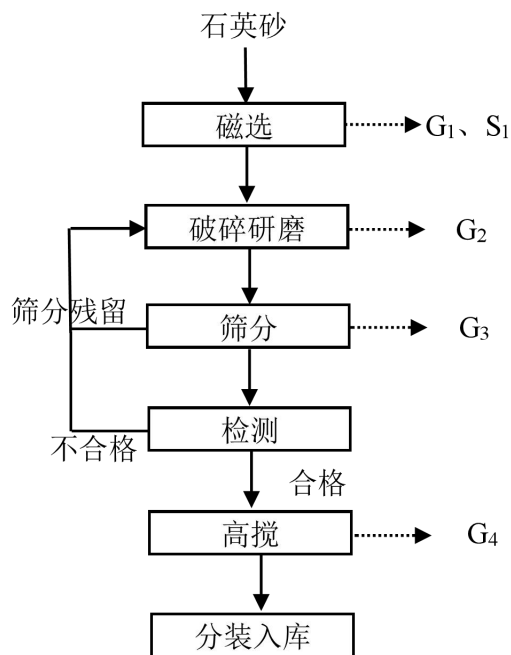 石英砂
磁选
G₁、S₁
破碎研磨
G₂
筛分残留
筛分
G₃
不合格
检测
合格
高搅
G₄
分装入库